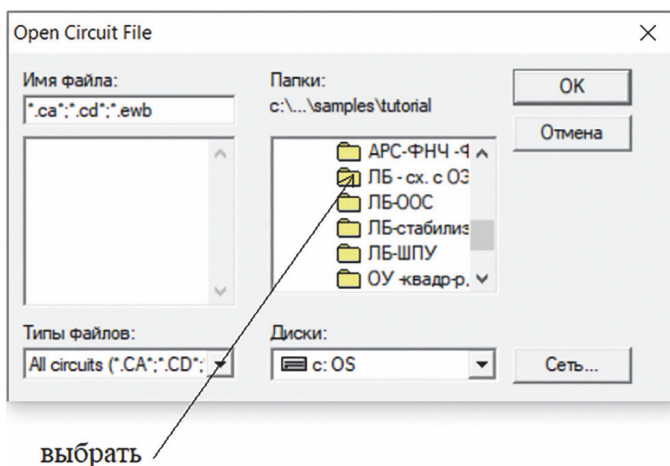 Open Circuit File
Имя файла:
*.ca*;*.cd*;*.ewb
Папки:
c:\...\samples\tutorial
OK
Отмена
АРС-ФНЧ -Ф
ЛБ - сх. с ОЭ
ЛБ-ООС
ЛБ-стабилиз
ЛБ-ШПУ
ОУ -квадр-р,
Типы файлов:
All circuits (*.CA*;*.CD*;
Диски:
c: OS
Сеть...
выбрать